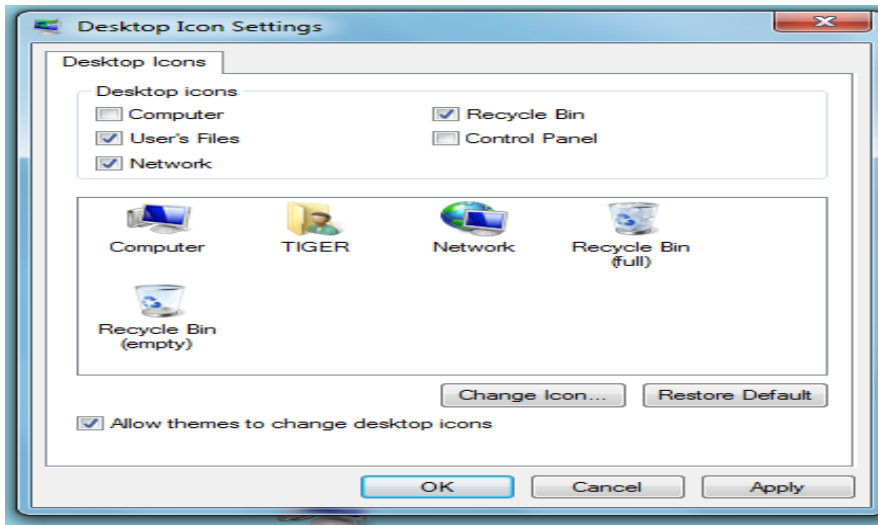 Desktop Icon Settings
Desktop Icons
Desktop icons
Computer Recycle Bin
User's Files Control Panel
Network
Computer TIGER Network Recycle Bin
(full)
Recycle Bin
(empty)
Change Icon... Restore Default
Allow themes to change desktop icons
OK Cancel Apply